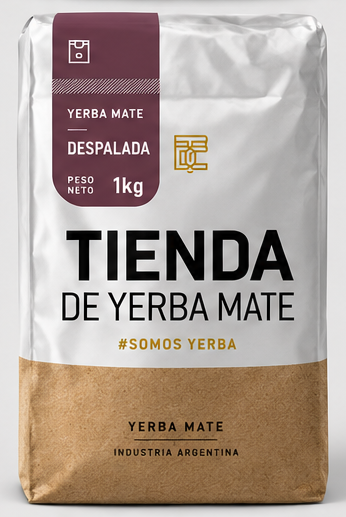 YERBA MATE
DESPALADA
PESO
NETO
1kg
TIENDA
DE YERBA MATE
#SOMOS YERBA
YERBA MATE
INDUSTRIA ARGENTINA